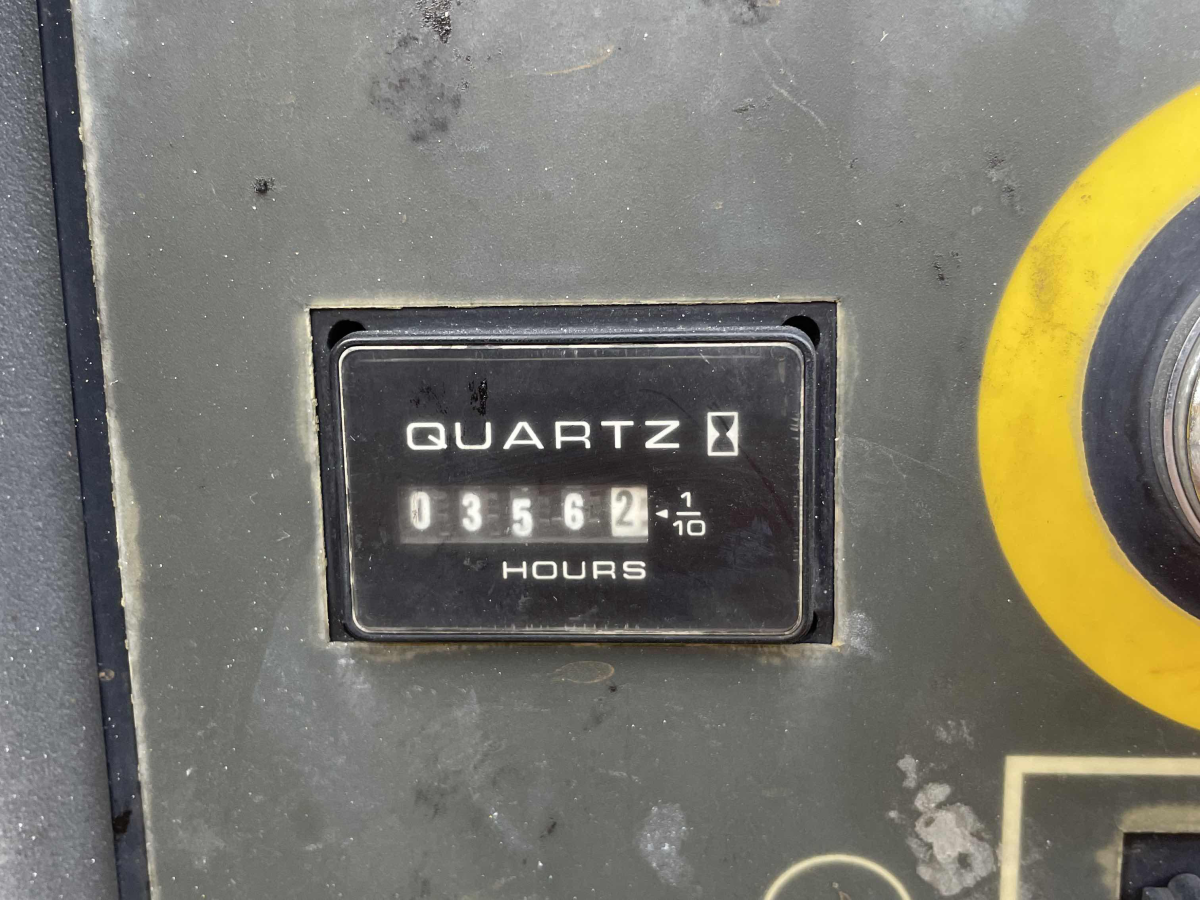 QUARTZ
03562 ◄ 1/10
HOURS